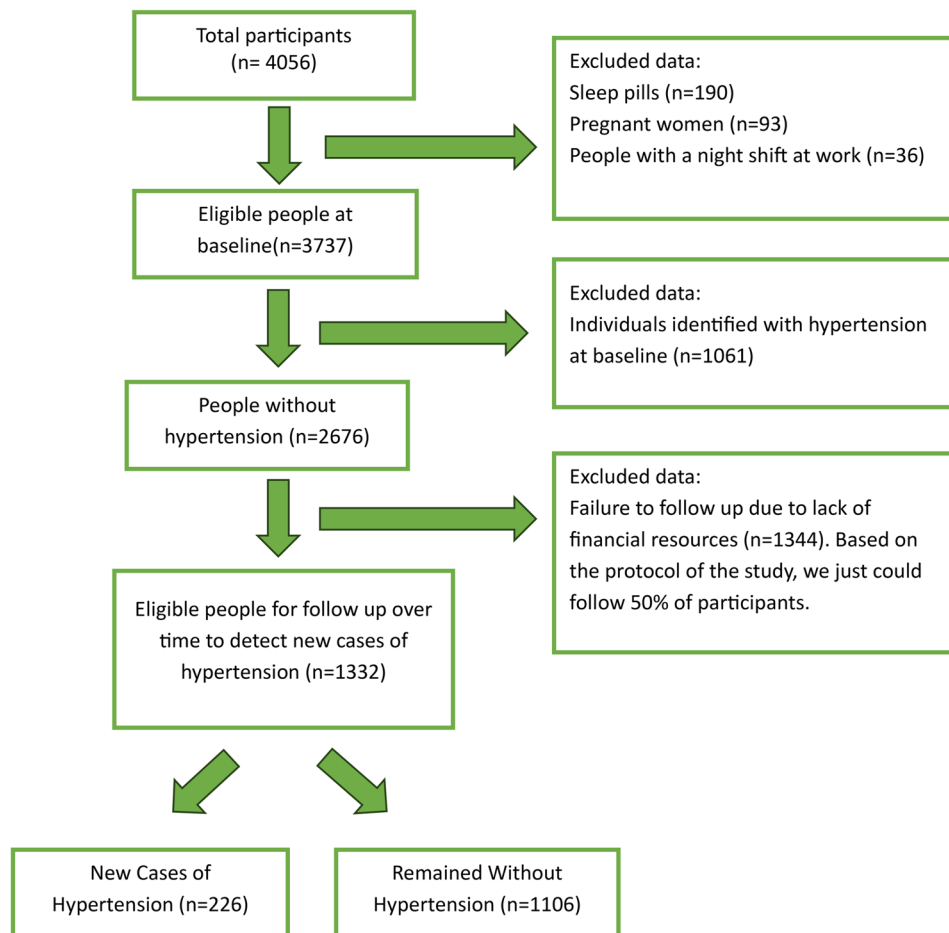 Total participants
(n= 4056)
Excluded data:
Sleep pills (n=190)
Pregnant women (n=93)
People with a night shift at work (n=36)
Eligible people at
baseline(n=3737)
Excluded data:
Individuals identified with hypertension
at baseline (n=1061)
People without
hypertension (n=2676)
Excluded data:
Failure to follow up due to lack of
financial resources (n=1344). Based on
the protocol of the study, we just could
follow 50% of participants.
Eligible people for follow up over
time to detect new cases of
hypertension (n=1332)
New Cases of
Hypertension (n=226)
Remained Without
Hypertension (n=1106)